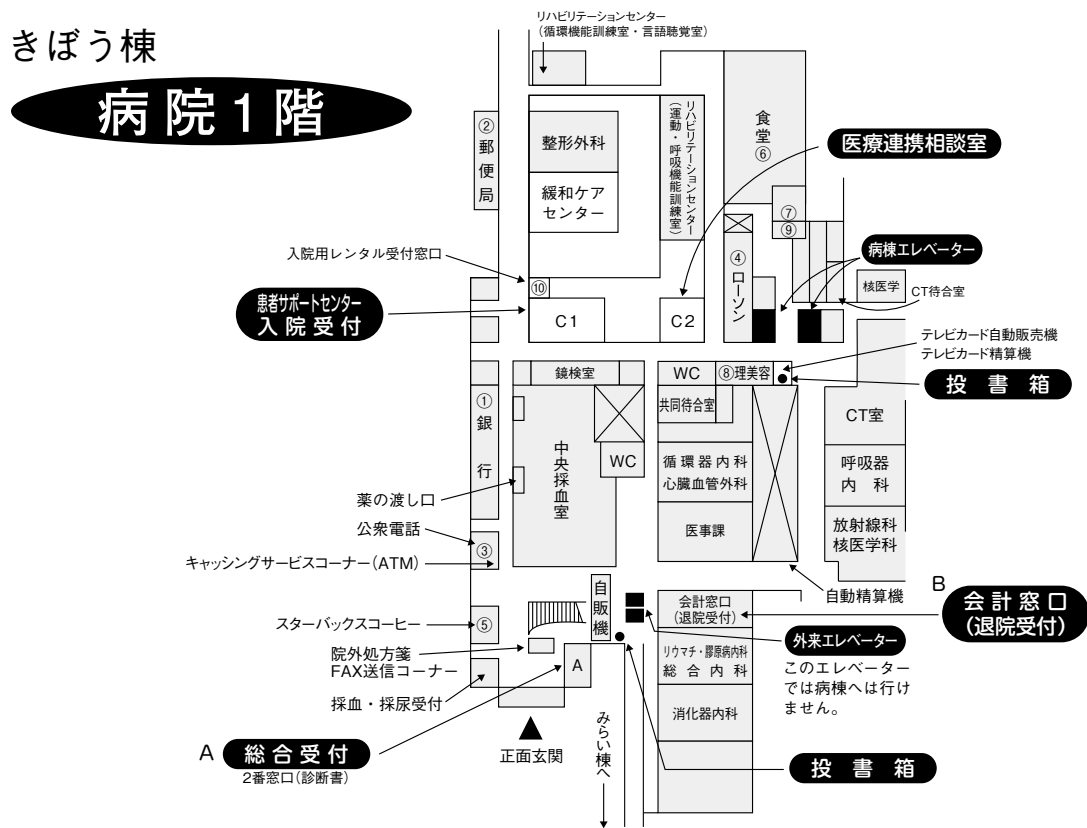 きぼう棟
病院1階
リハビリテーションセンター
(循環機能訓練室・言語聴覚室)
②郵便局
整形外科
緩和ケア
センター
リハビリテーションセンター
(運動・呼吸機能訓練室)
食堂⑥
医療連携相談室
⑦
⑨
④ローソン
病棟エレベーター
核医学
CT待合室
入院用レンタル受付窓口
⑩
患者サポートセンター
入院受付
C1
C2
テレビカード自動販売機
テレビカード精算機
投書箱
鏡検室
WC
⑧理美容
共同待合室
①銀行
中央採血室
WC
循環器内科
心臓血管外科
医事課
CT室
呼吸器
内科
放射線科
核医学科
薬の渡し口
公衆電話
③
キャッシングサービスコーナー(ATM)
自動精算機
自販機
会計窓口
(退院受付)
B
会計窓口
(退院受付)
スターバックスコーヒー
⑤
外来エレベーター
このエレベーター
では病棟へは行け
ません。
院外処方箋
FAX送信コーナー
A
リウマチ・膠原病内科
総合内科
採血・採尿受付
消化器内科
正面玄関
みらい棟へ
A
総合受付
2番窓口(診断書)
投書箱